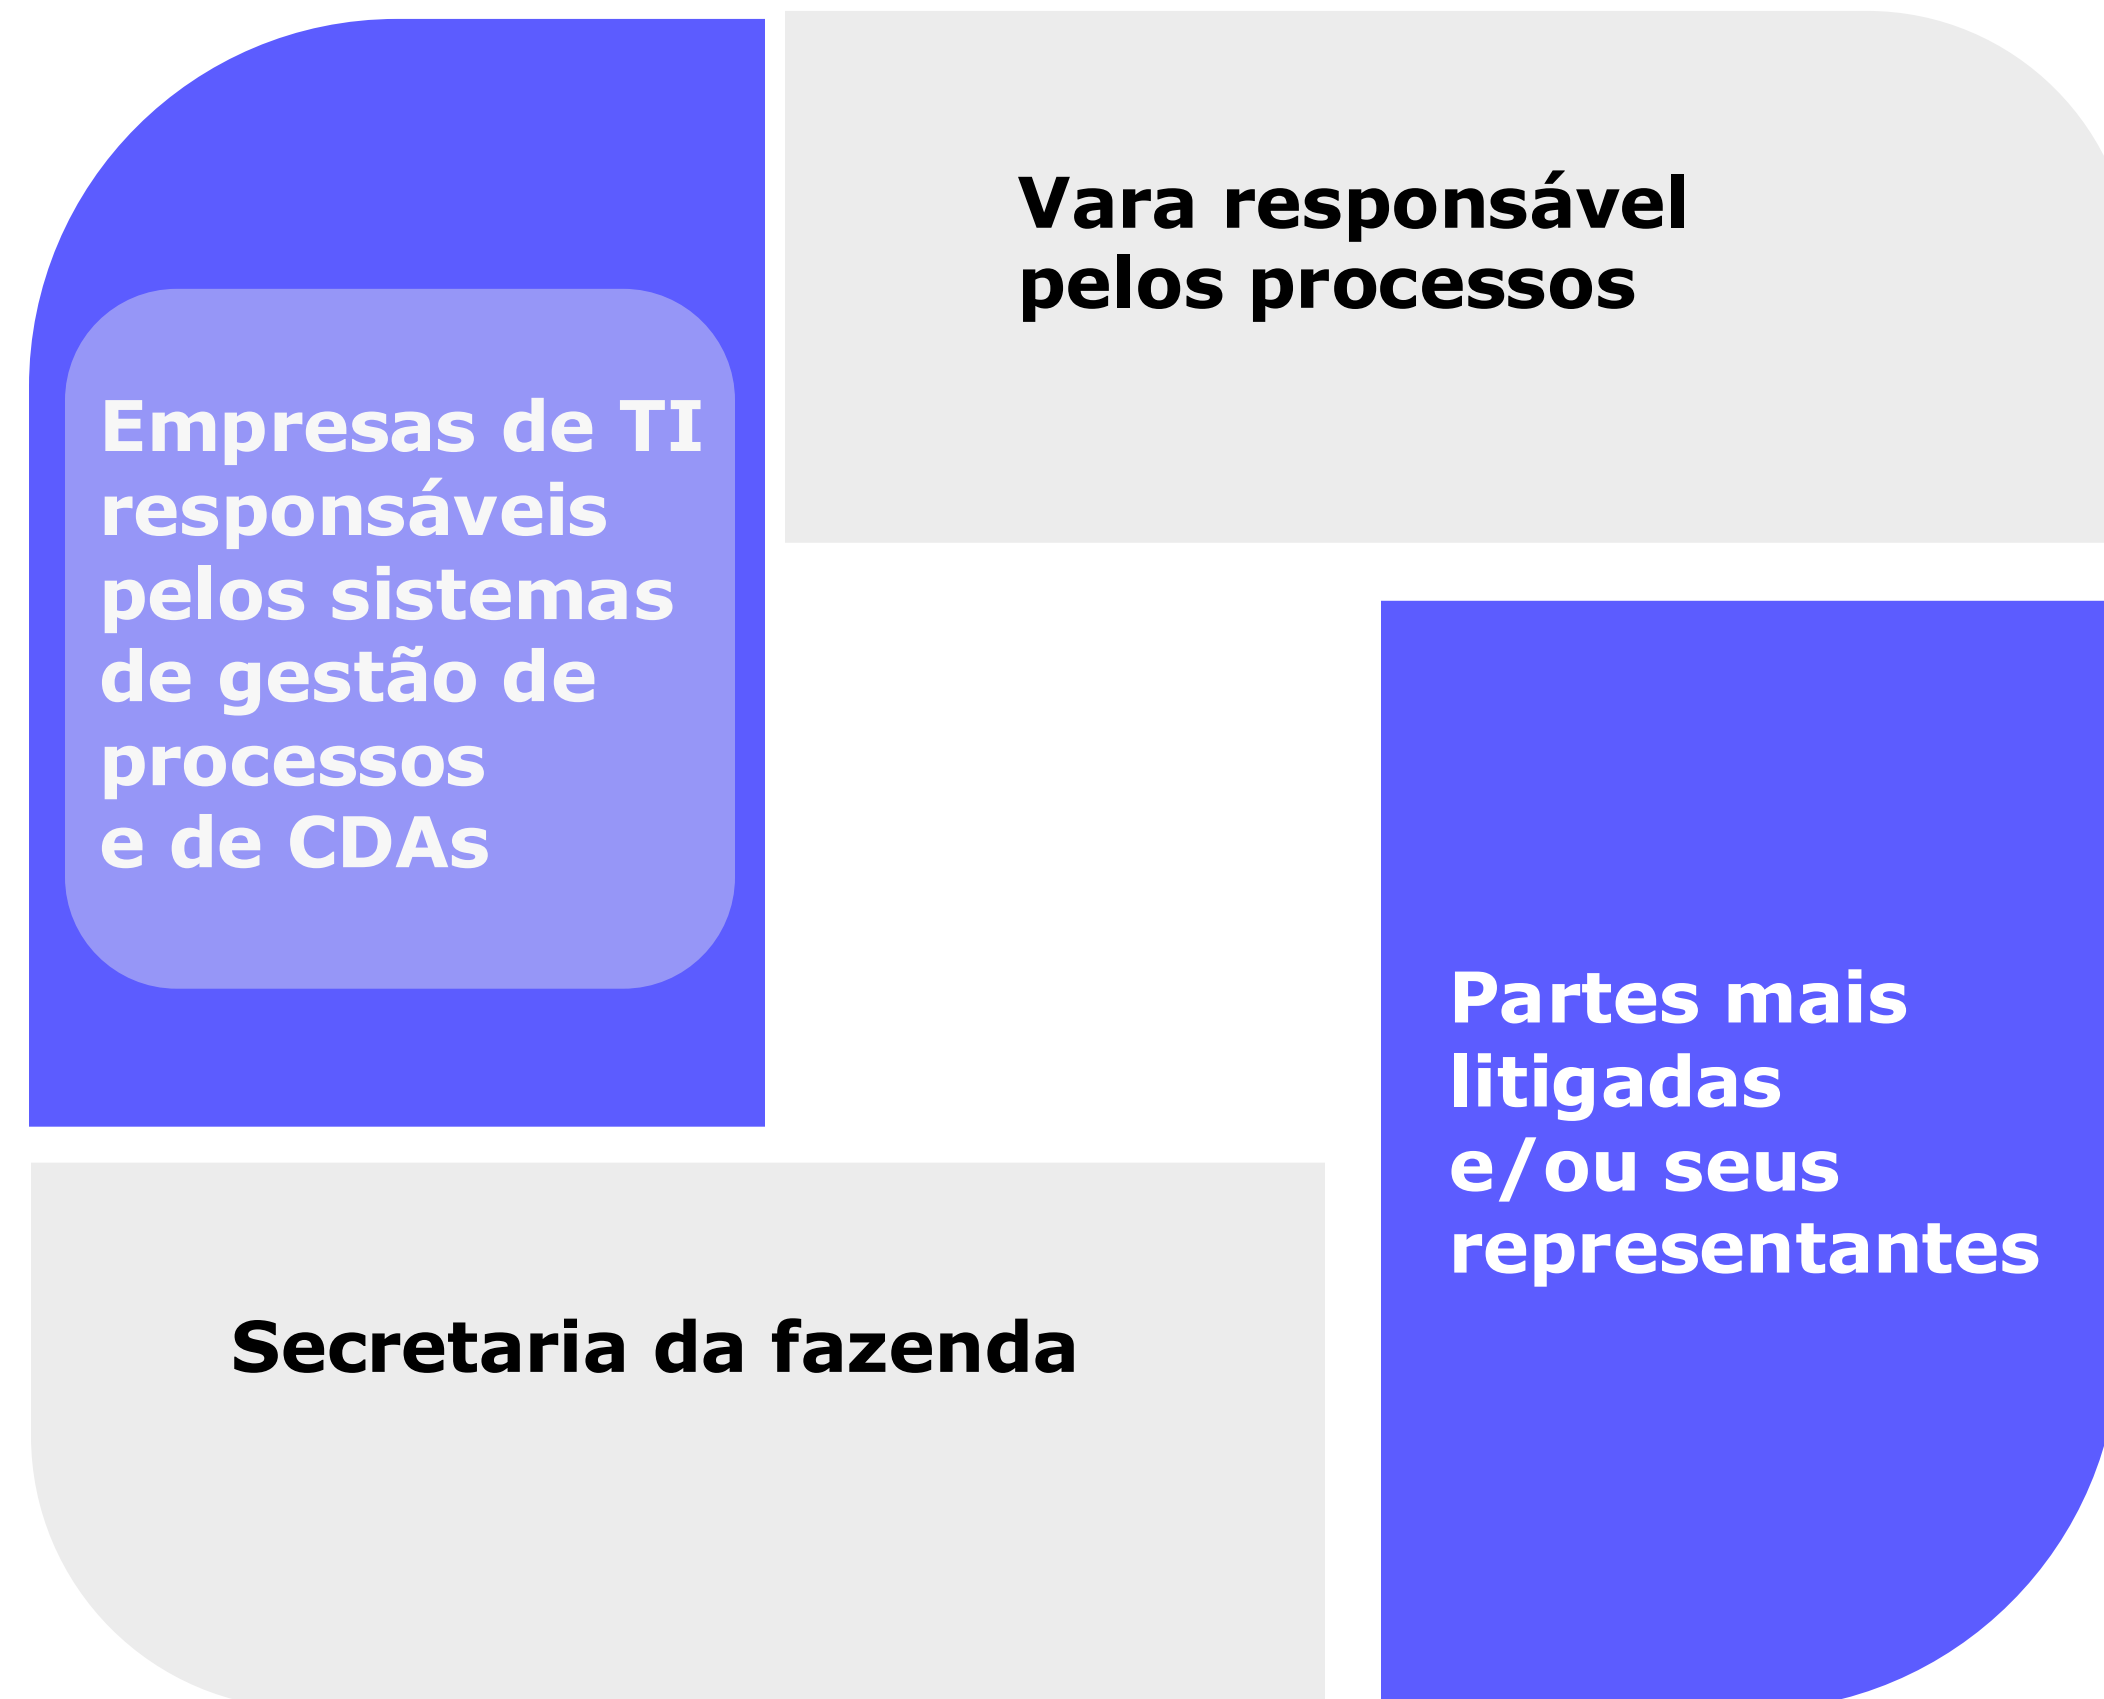 Vara responsável
pelos processos
Empresas de TI
responsáveis
pelos sistemas
de gestão de
processos
e de CDAs
Partes mais
litigadas
e/ou seus
representantes
Secretaria da fazenda